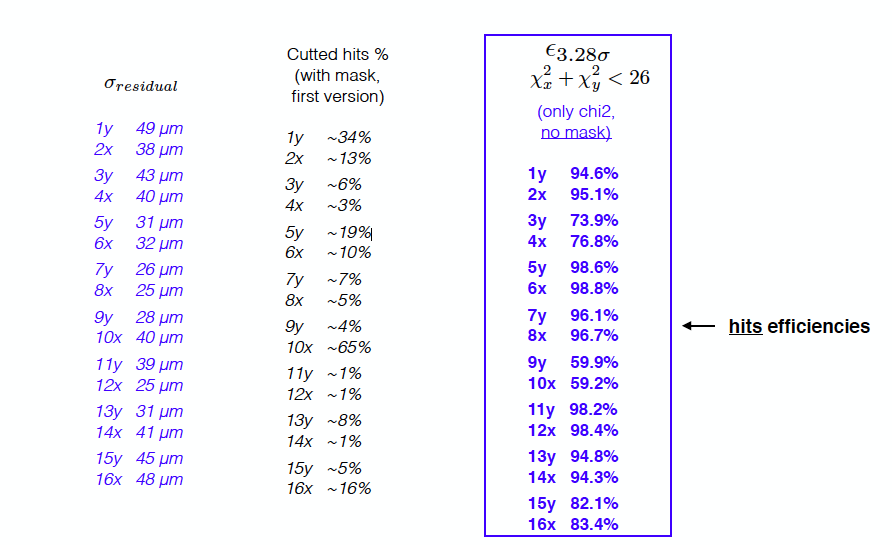 σresidual
1y 49 µm
2x 38 µm
3y 43 µm
4x 40 µm
5y 31 µm
6x 32 µm
7y 26 µm
8x 25 µm
9y 28 µm
10x 40 µm
11y 39 µm
12x 25 µm
13y 31 µm
14x 41 µm
15y 45 µm
16x 48 µm
Cutted hits %
(with mask,
first version)
1y ~34%
2x ~13%
3y ~6%
4x ~3%
5y ~19%
6x ~10%
7y ~7%
8x ~5%
9y ~4%
10x ~65%
11y ~1%
12x ~1%
13y ~8%
14x ~1%
15y ~5%
16x ~16%
ϵ3.28σ
χ²x + χ²y < 26
(only chi2,
no mask)
1y 94.6%
2x 95.1%
3y 73.9%
4x 76.8%
5y 98.6%
6x 98.8%
7y 96.1%
8x 96.7%
9y 59.9%
10x 59.2%
11y 98.2%
12x 98.4%
13y 94.8%
14x 94.3%
15y 82.1%
16x 83.4%
hits efficiencies